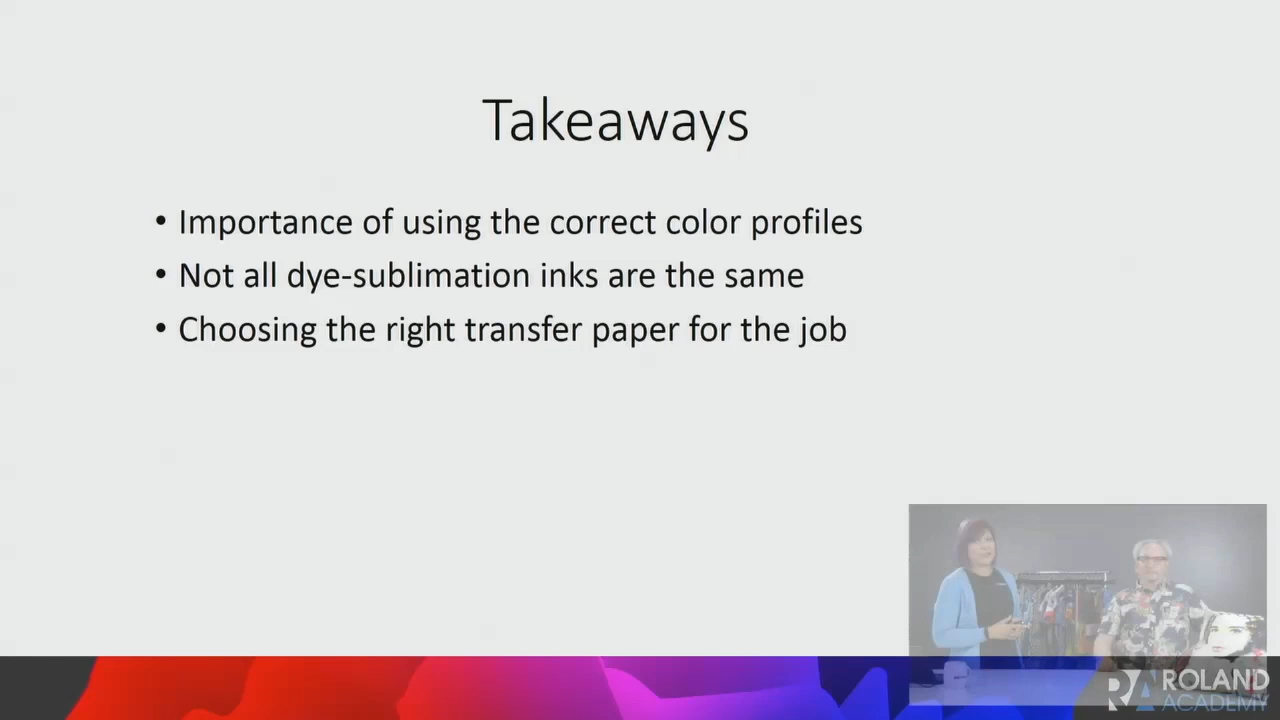 Takeaways
• Importance of using the correct color profiles
• Not all dye-sublimation inks are the same
• Choosing the right transfer paper for the job
ROLAND
ACADEMY